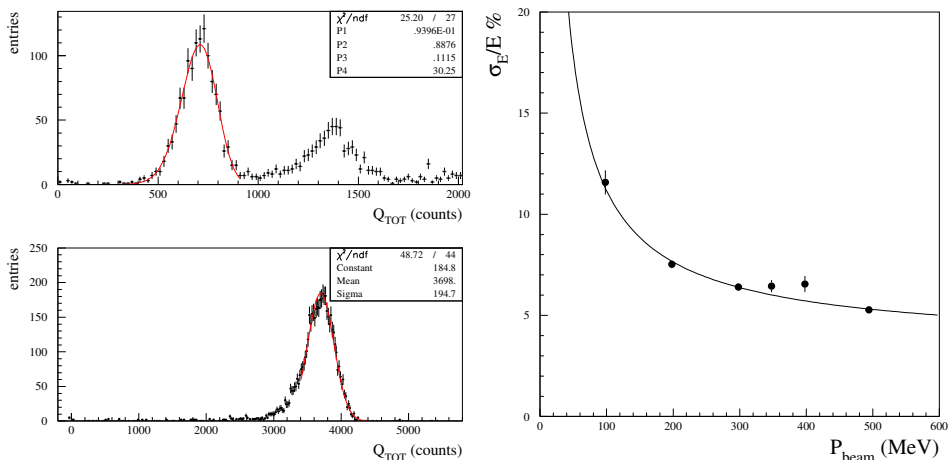 entries
χ²/ndf 25.20 / 27
P1 .9396E-01
P2 .8876
P3 .1115
P4 30.25
100
50
0
0 500 1000 1500 2000
Q_TOT (counts)
entries
χ²/ndf 48.72 / 44
Constant 184.8
Mean 3698.
Sigma 194.7
250
200
150
100
50
0
0 1000 2000 3000 4000 5000
Q_TOT (counts)
σ_E/E %
20
15
10
5
0
0 100 200 300 400 500 600
P_beam (MeV)